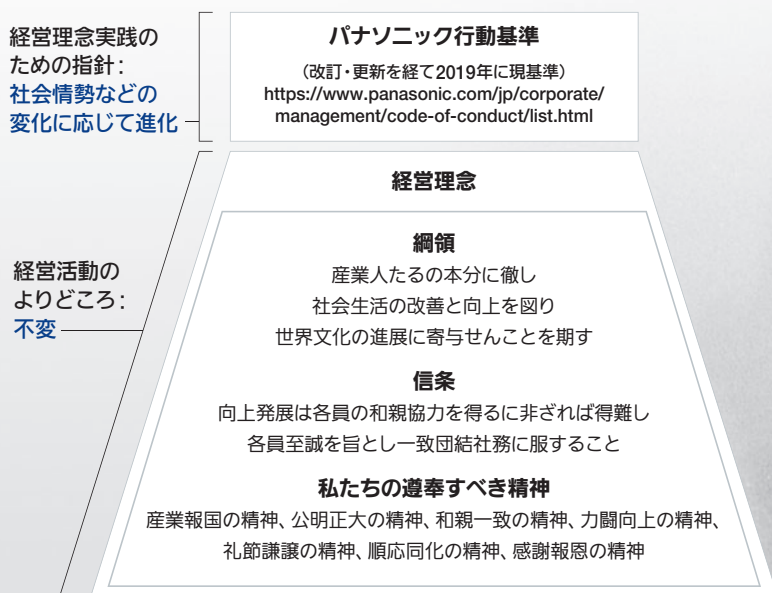 経営理念実践の
ための指針：
社会情勢などの
変化に応じて進化
パナソニック行動基準
（改訂・更新を経て2019年に現基準）
https://www.panasonic.com/jp/corporate/
management/code-of-conduct/list.html
経営活動の
よりどころ：
不変
経営理念
綱領
産業人たるの本分に徹し
社会生活の改善と向上を図り
世界文化の進展に寄与せんことを期す
信条
向上発展は各員の和親協力を得るに非ざれば得難し
各員至誠を旨とし一致団結社務に服すること
私たちの遵奉すべき精神
産業報国の精神、公明正大の精神、和親一致の精神、力闘向上の精神、
礼節謙譲の精神、順応同化の精神、感謝報恩の精神